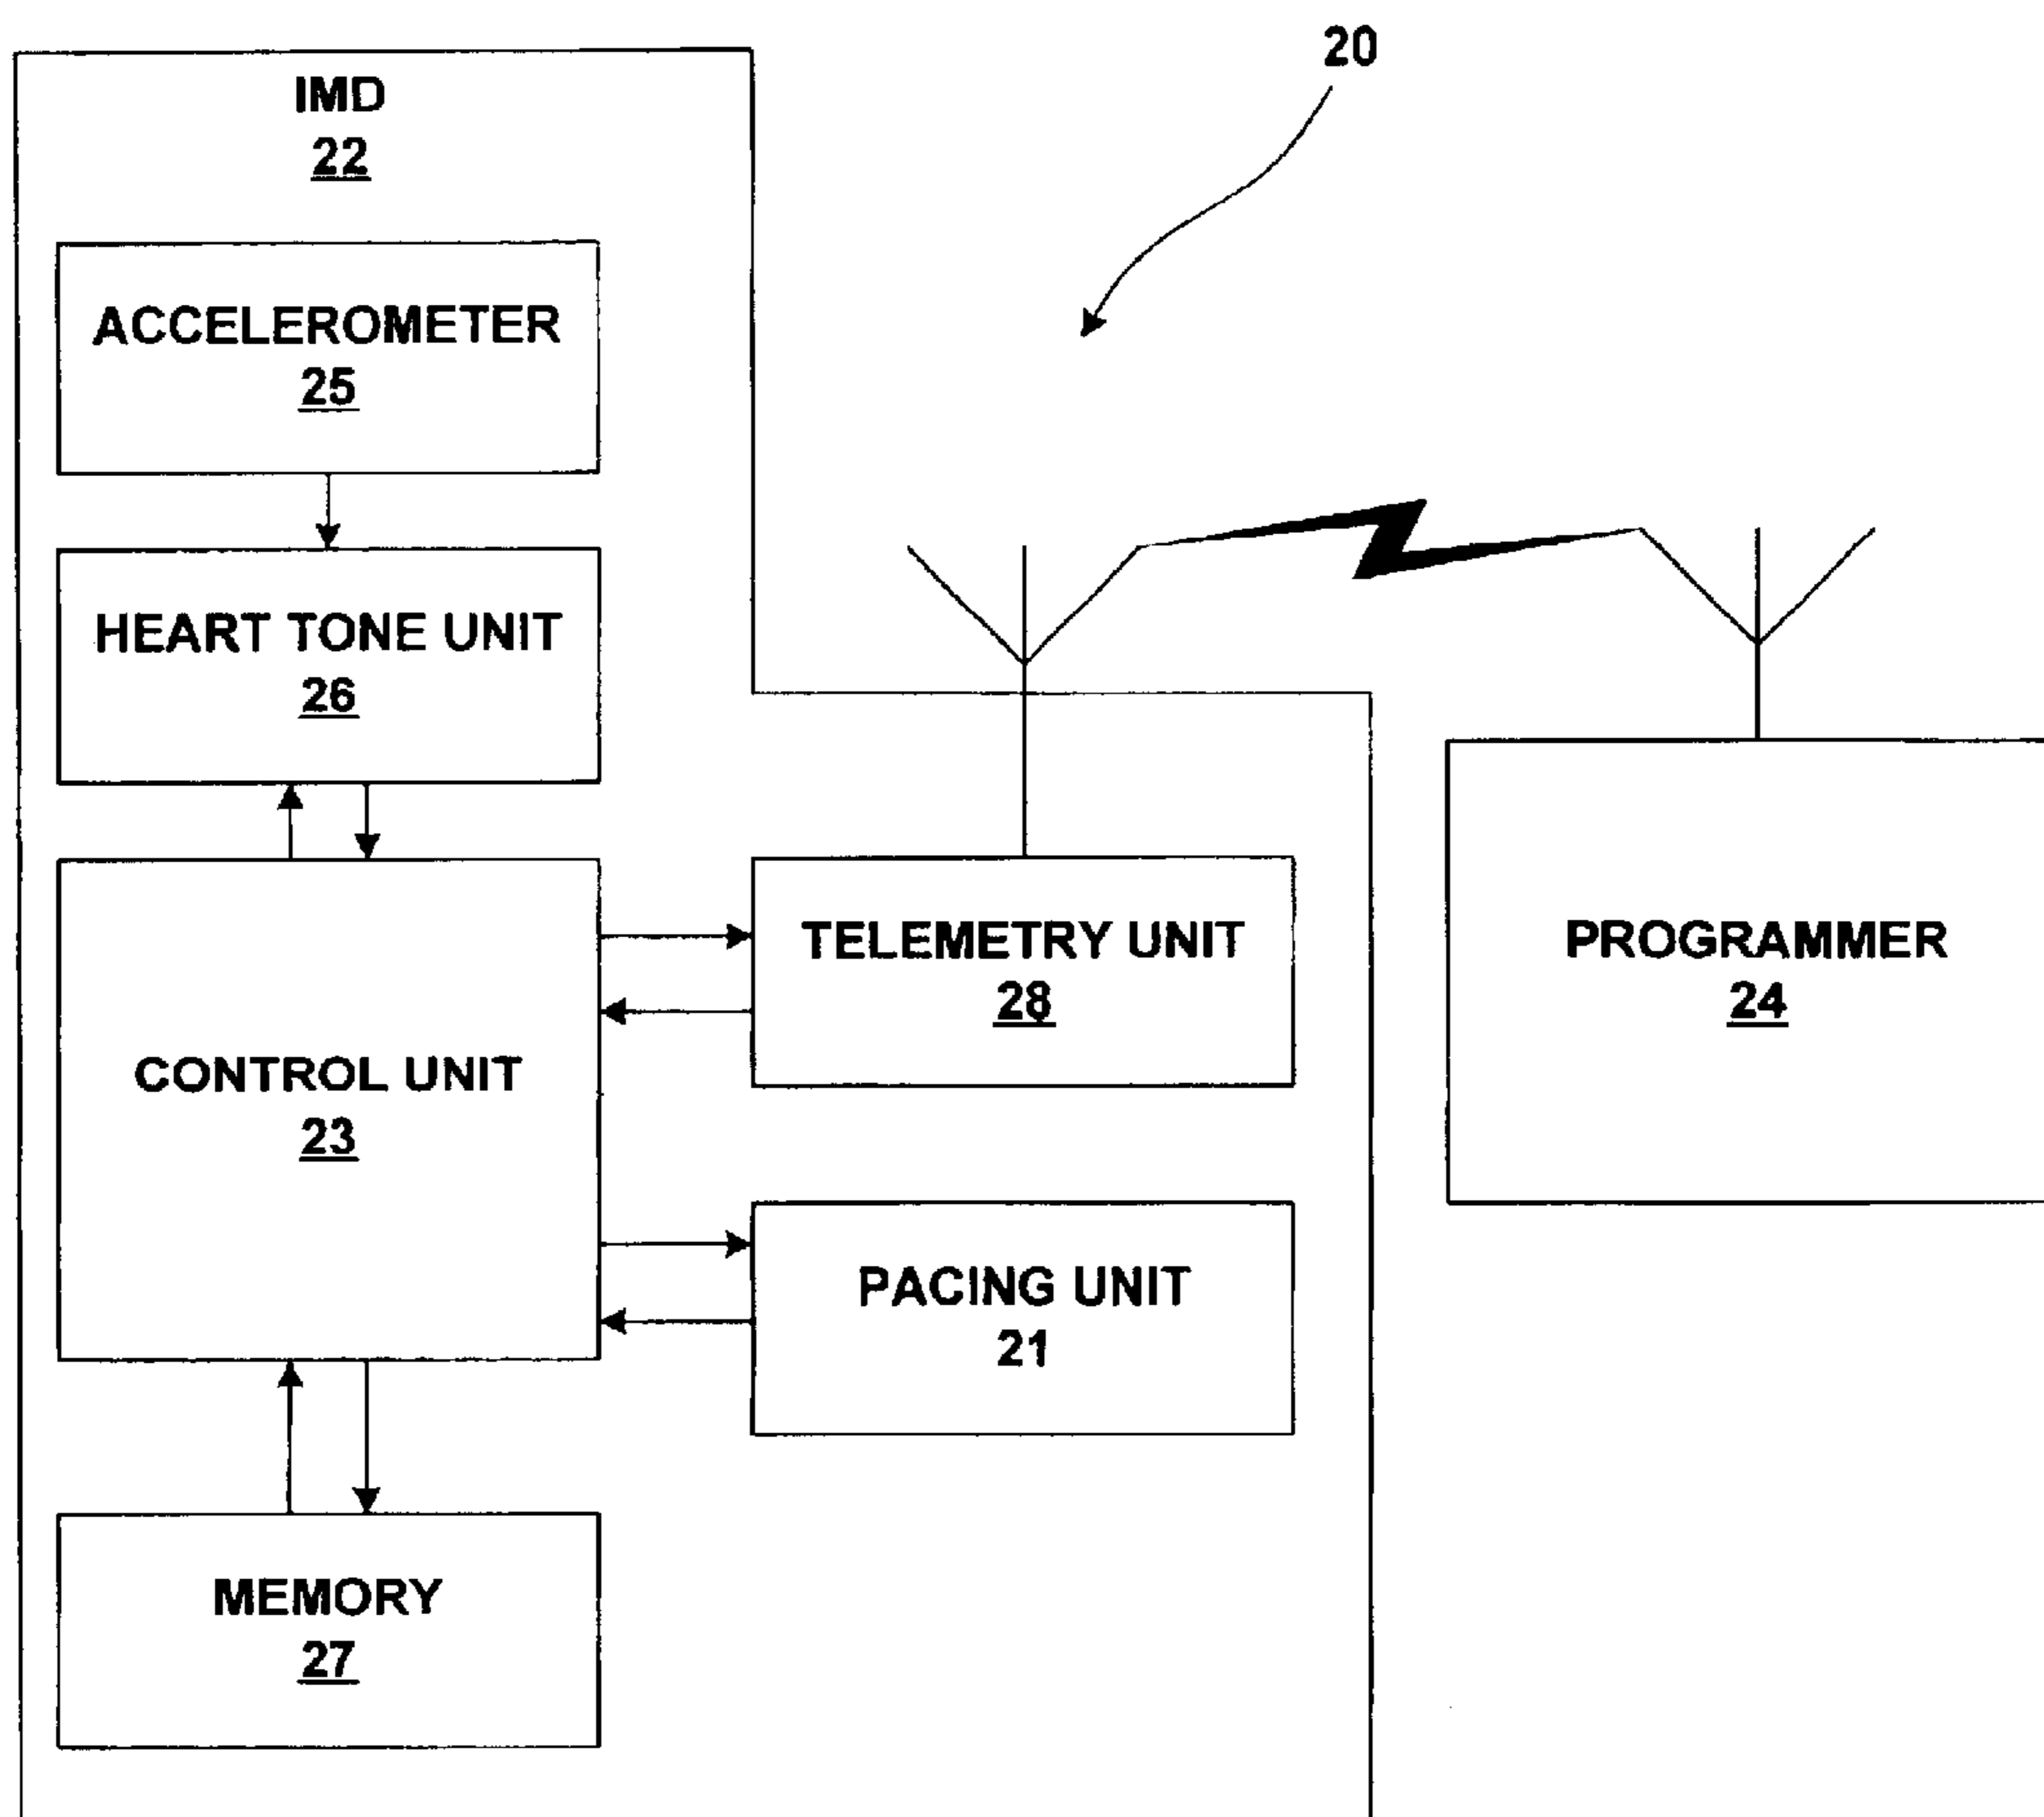 20
IMD
22
ACCELEROMETER
25
HEART TONE UNIT
26
CONTROL UNIT
23
TELEMETRY UNIT
28
PROGRAMMER
24
PACING UNIT
21
MEMORY
27